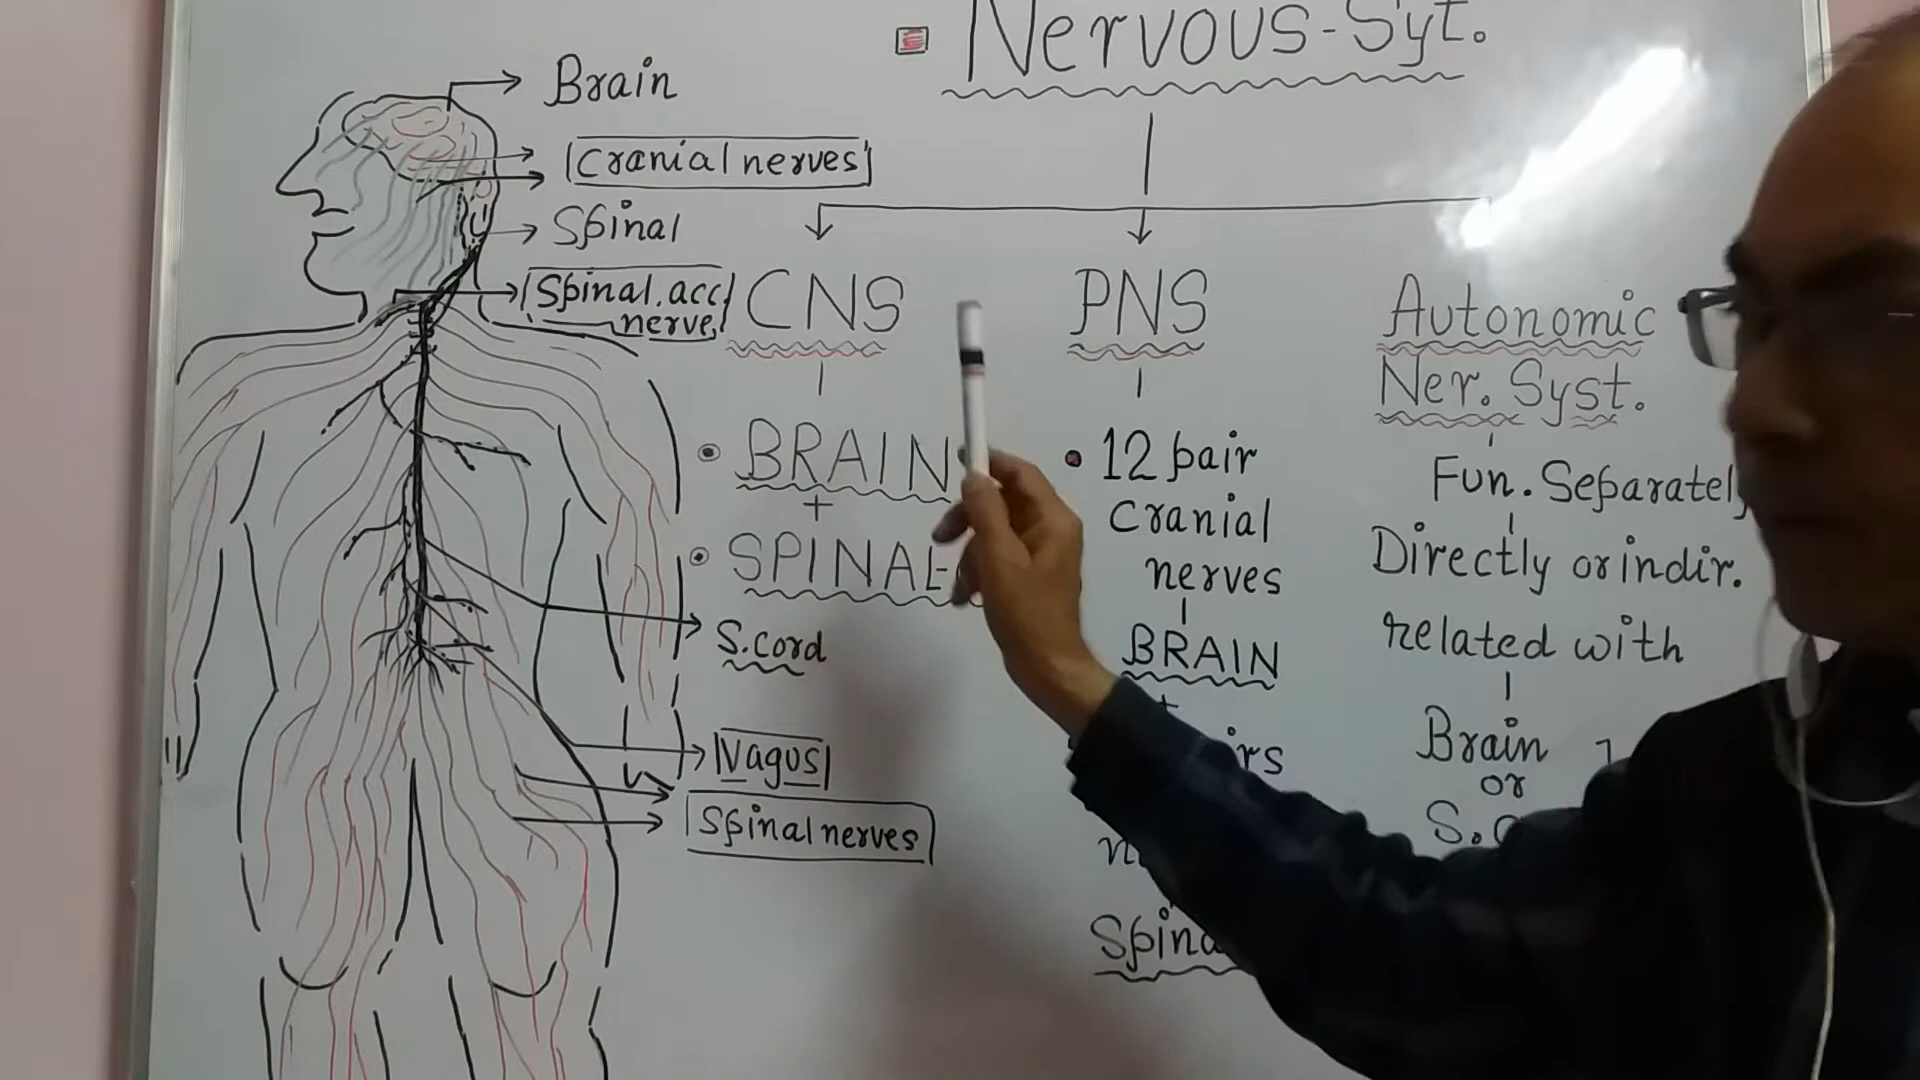 Nervous-Syt.
Brain
Cranial nerves
Spinal
Spinal.acc
nerve
S.cord
Vagus
Spinal nerves
CNS
BRAIN
+
SPINAL-
PNS
12 pair
Cranial
nerves
BRAIN
+
Autonomic
Ner. Syst.
Fun. Separately
Directly or indir.
related with
Brain
or